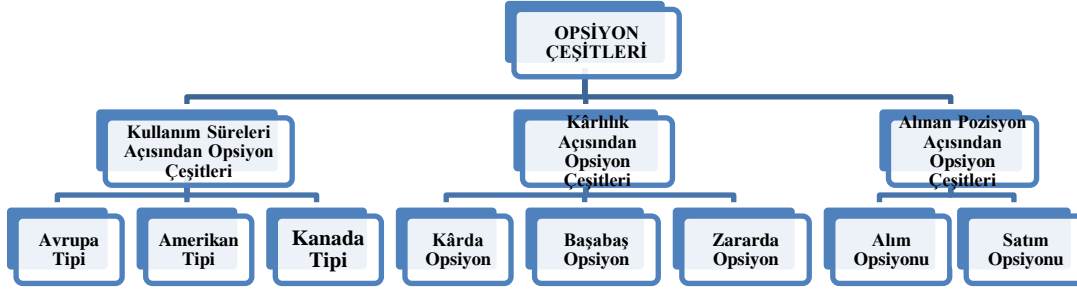 OPSİYON
ÇEŞİTLERİ
Kullanım Süreleri
Açısından Opsiyon
Çeşitleri
Kârlılık
Açısından
Opsiyon
Çeşitleri
Alınan Pozisyon
Açısından
Opsiyon
Çeşitleri
Avrupa
Tipi
Amerikan
Tipi
Kanada
Tipi
Kârda
Opsiyon
Başabaş
Opsiyon
Zararda
Opsiyon
Alım
Opsiyonu
Satım
Opsiyonu